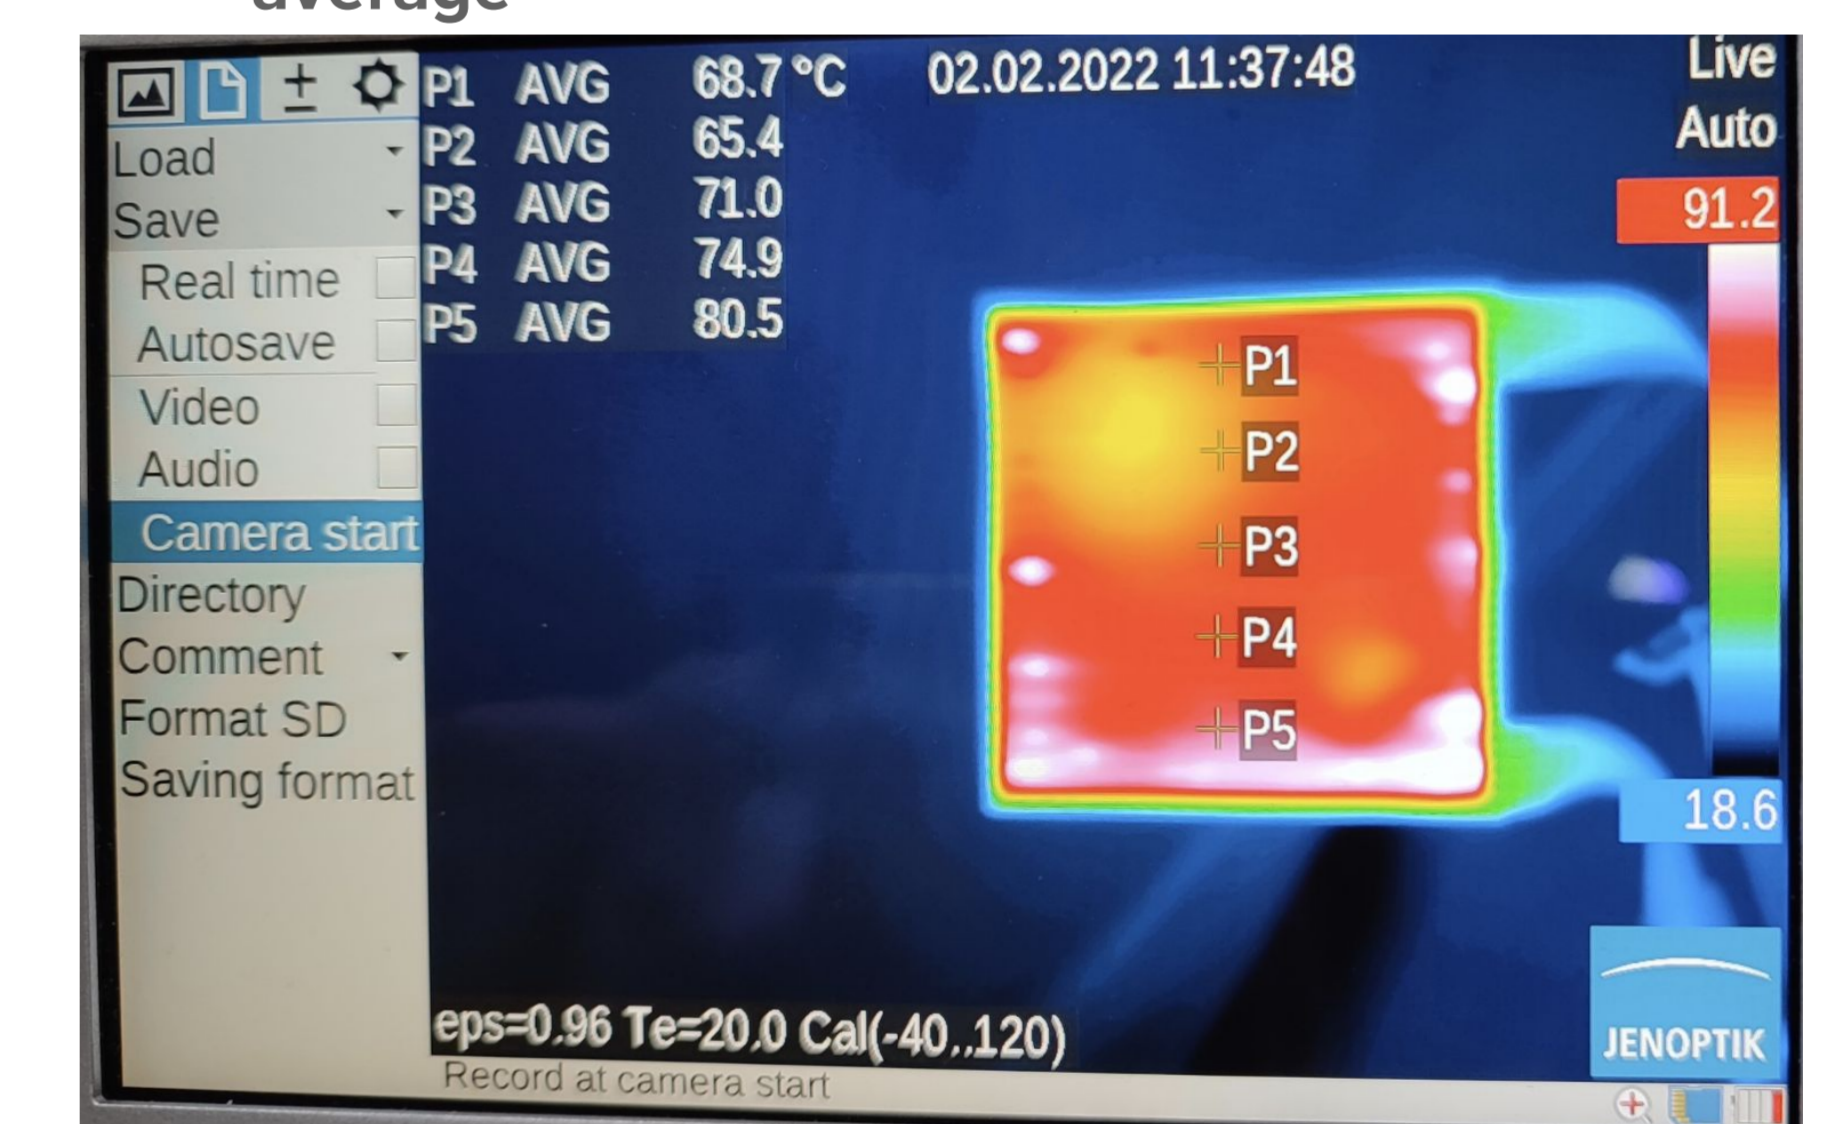 average
P1 AVG 68.7 °C 02.02.2022 11:37:48 Live
P2 AVG 65.4 Auto
P3 AVG 71.0 91.2
P4 AVG 74.9
P5 AVG 80.5
Load
Save
Real time
Autosave
Video
Audio
Camera start
Directory
Comment
Format SD
Saving format
P1
P2
P3
P4
P5
18.6
JENOPTIK
eps=0.96 Te=20.0 Cal(-40..120)
Record at camera start